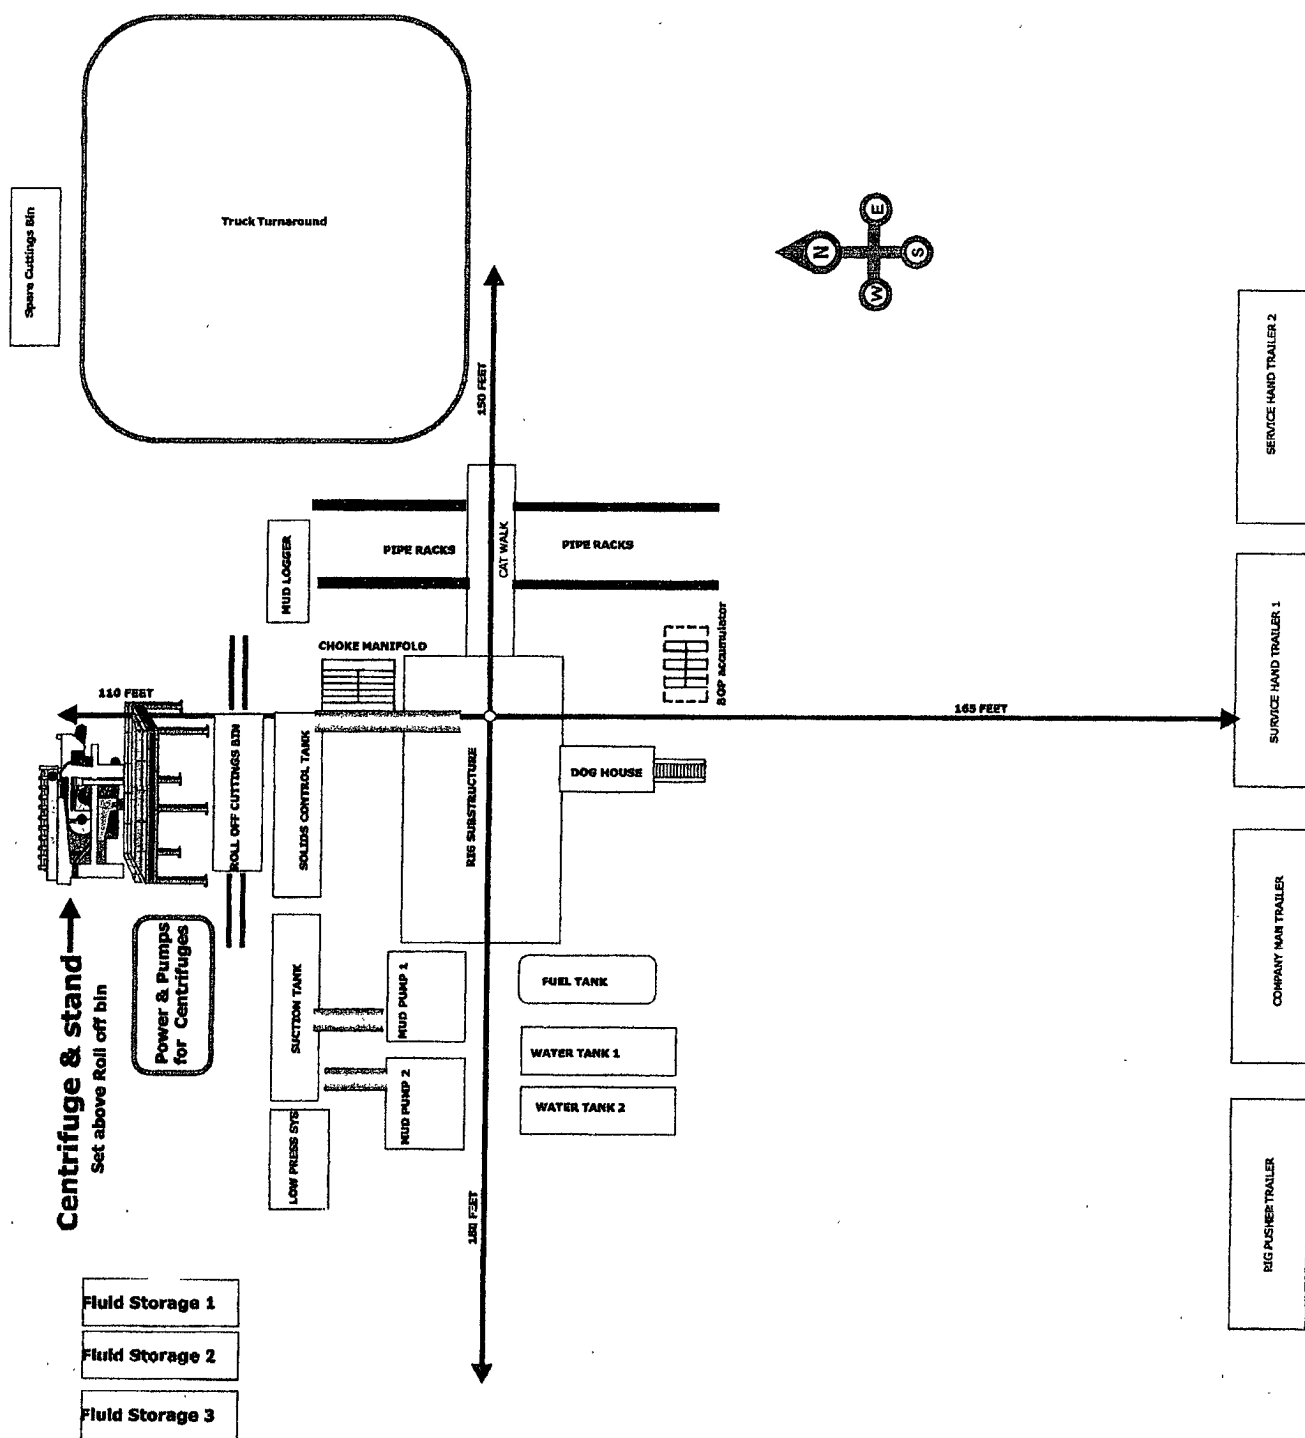 Spare Cuttings Bin
Truck Turnaround
N
E
S
W
150 FEET
SERVICE HAND TRAILER 2
MUD LOGGER
PIPE RACKS
CAT WALK
PIPE RACKS
CHOKE MANIFOLD
BOP accumulator
SURVICE HAND TRAILER 1
110 FEET
165 FEET
ROLL OFF CUTTINGS BIN
SOLIDS CONTROL TANK
RIG SUBSTRUCTURE
DOG HOUSE
Centrifuge & stand
Set above Roll off bin
Power & Pumps
for Centrifuges
SUCTION TANK
MUD PUMP 1
FUEL TANK
COMPANY MAN TRAILER
WATER TANK 1
MUD PUMP 2
WATER TANK 2
LOW PRESS SYS
180 FEET
RIG PUSHER TRAILER
Fluid Storage 1
Fluid Storage 2
Fluid Storage 3